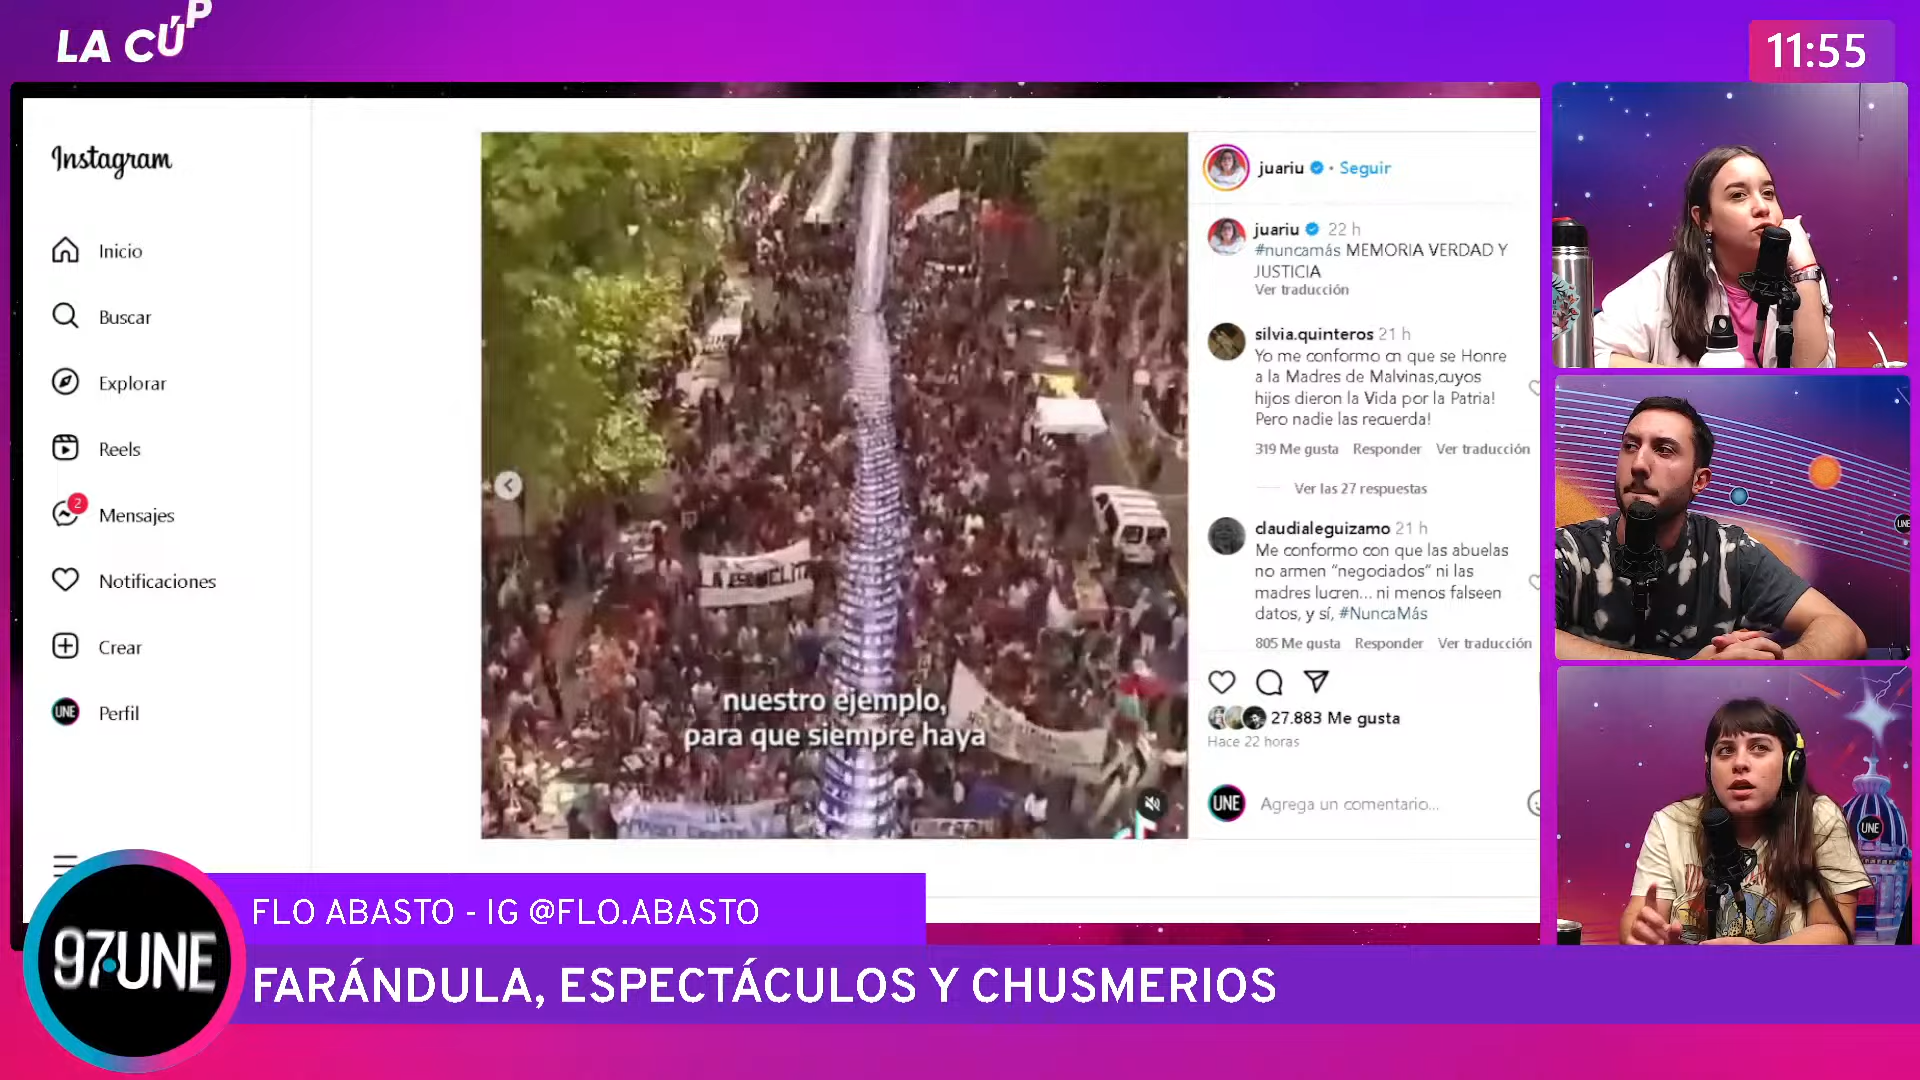 LA CÚP
11:55
Instagram
Inicio
Buscar
Explorar
Reels
2
Mensajes
Notificaciones
Crear
UNE
Perfil
nuestro ejemplo,
para que siempre haya
juariu • Seguir
juariu 22 h
#nuncamás MEMORIA VERDAD Y
JUSTICIA
Ver traducción
silvia.quinteros 21 h
Yo me conformo cn que se Honre
a la Madres de Malvinas,cuyos
hijos dieron la Vida por la Patria!
Pero nadie las recuerda!
319 Me gusta Responder Ver traducción
Ver las 27 respuestas
claudialeguizamo 21 h
Me conformo con que las abuelas
no armen “negociados” ni las
madres lucren... ni menos falseen
datos, y sí, #NuncaMás
805 Me gusta Responder Ver traducción
27.883 Me gusta
Hace 22 horas
UNE
Agrega un comentario...
UNE
97.UNE
FLO ABASTO - IG @FLO.ABASTO
FARÁNDULA, ESPECTÁCULOS Y CHUSMERIOS